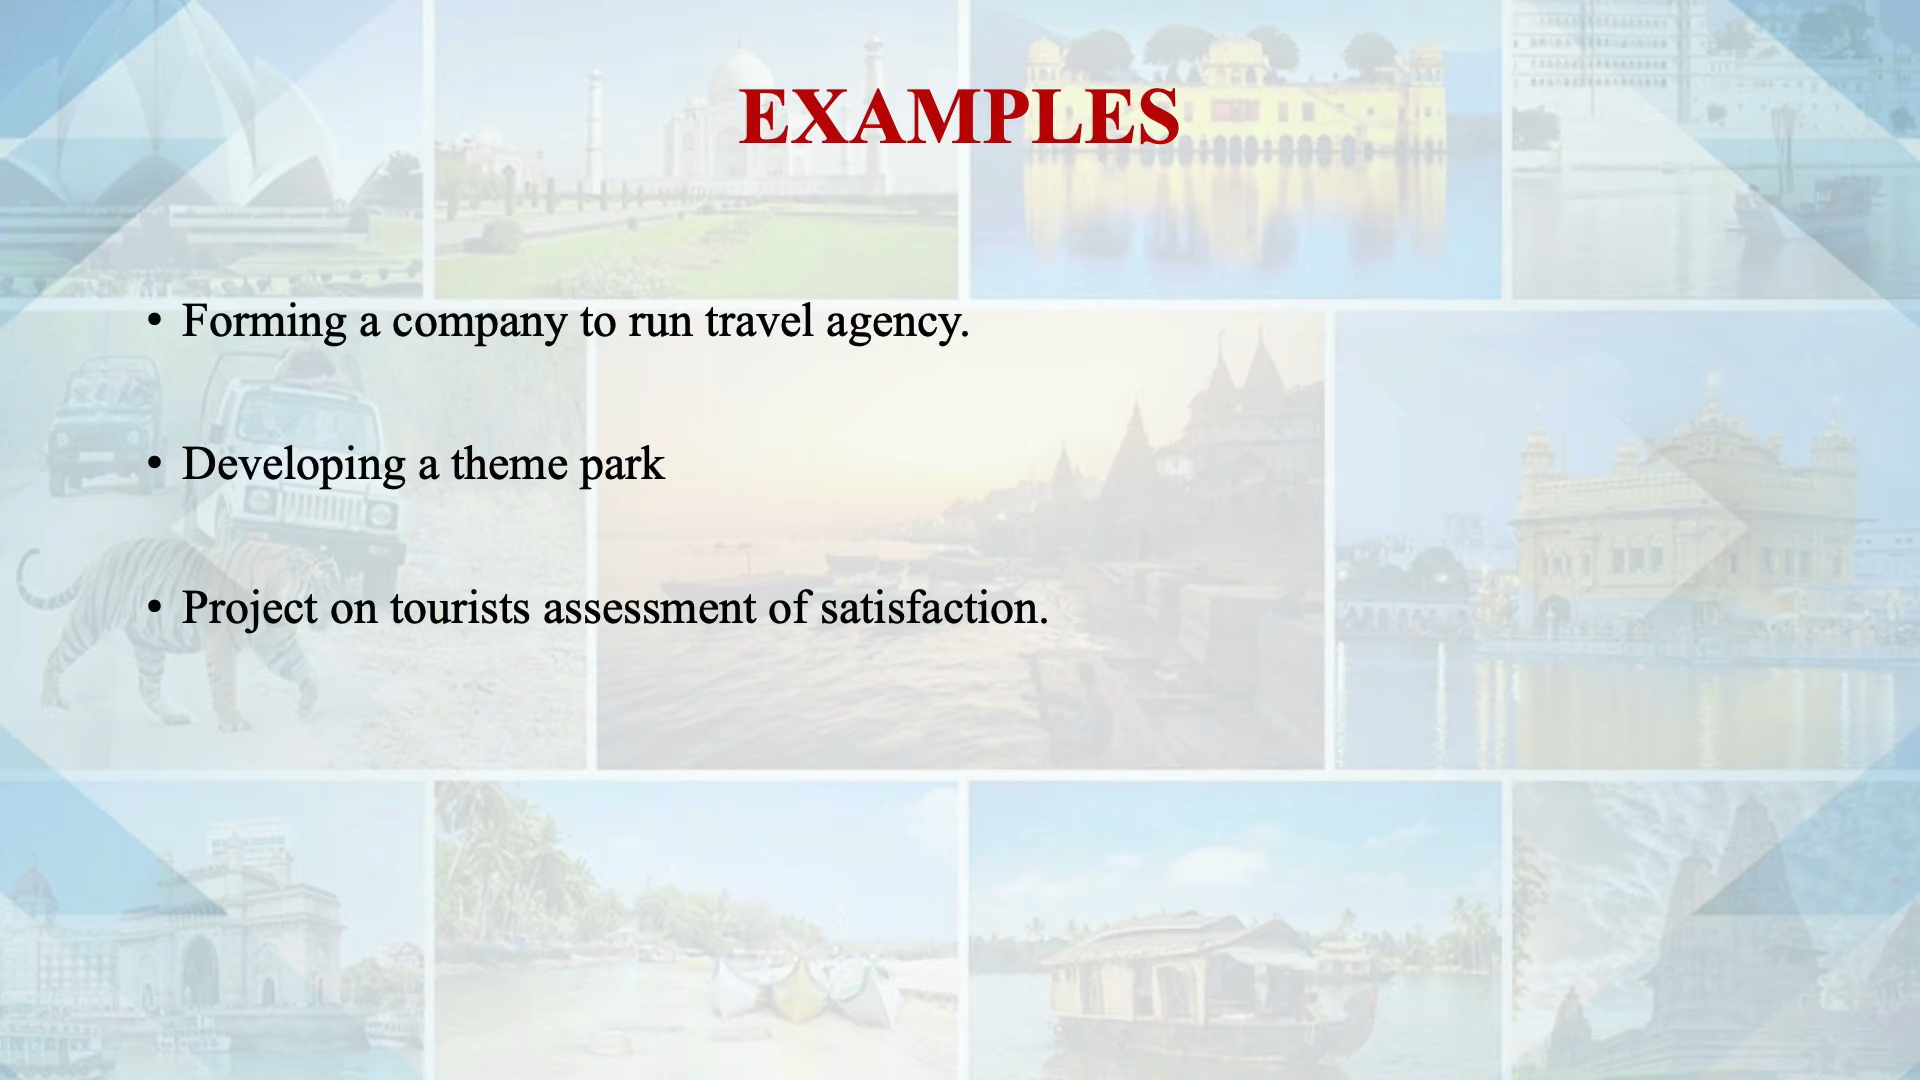 EXAMPLES
• Forming a company to run travel agency.
• Developing a theme park
• Project on tourists assessment of satisfaction.